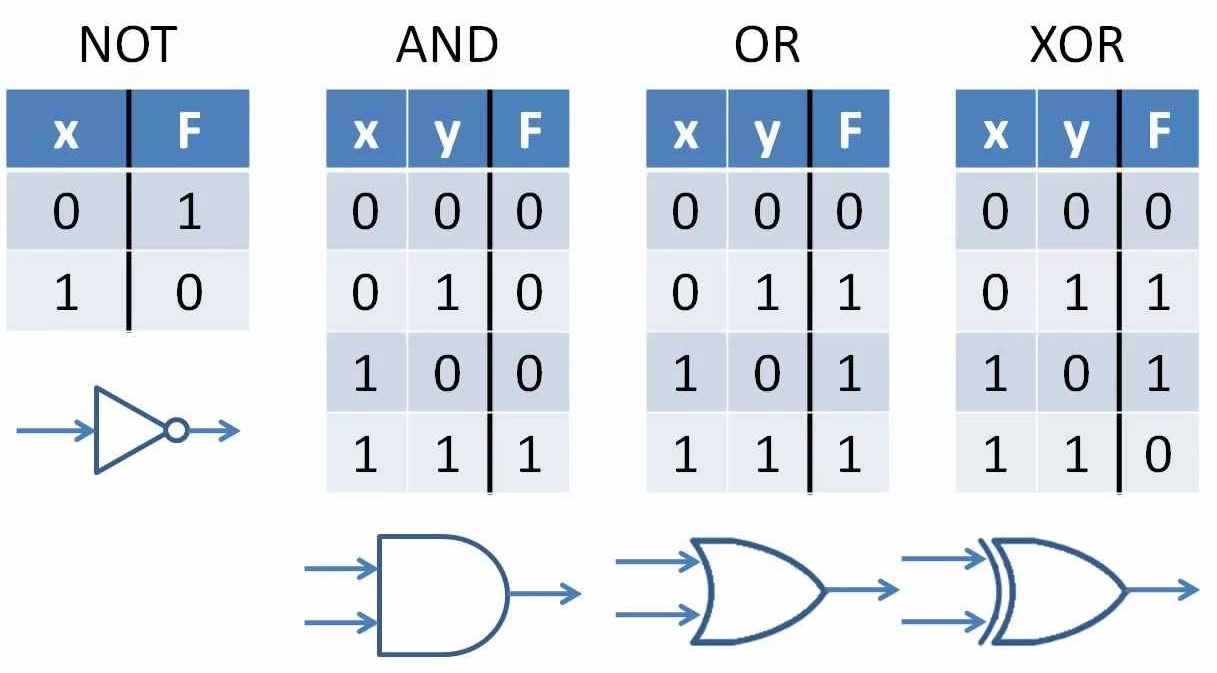 NOT AND OR XOR
x F x y F x y F x y F
0 1 0 0 0 0 0 0 0 0 0
1 0 0 1 0 0 1 1 0 1 1
1 0 0 1 0 1 1 0 1
1 1 1 1 1 1 1 1 0